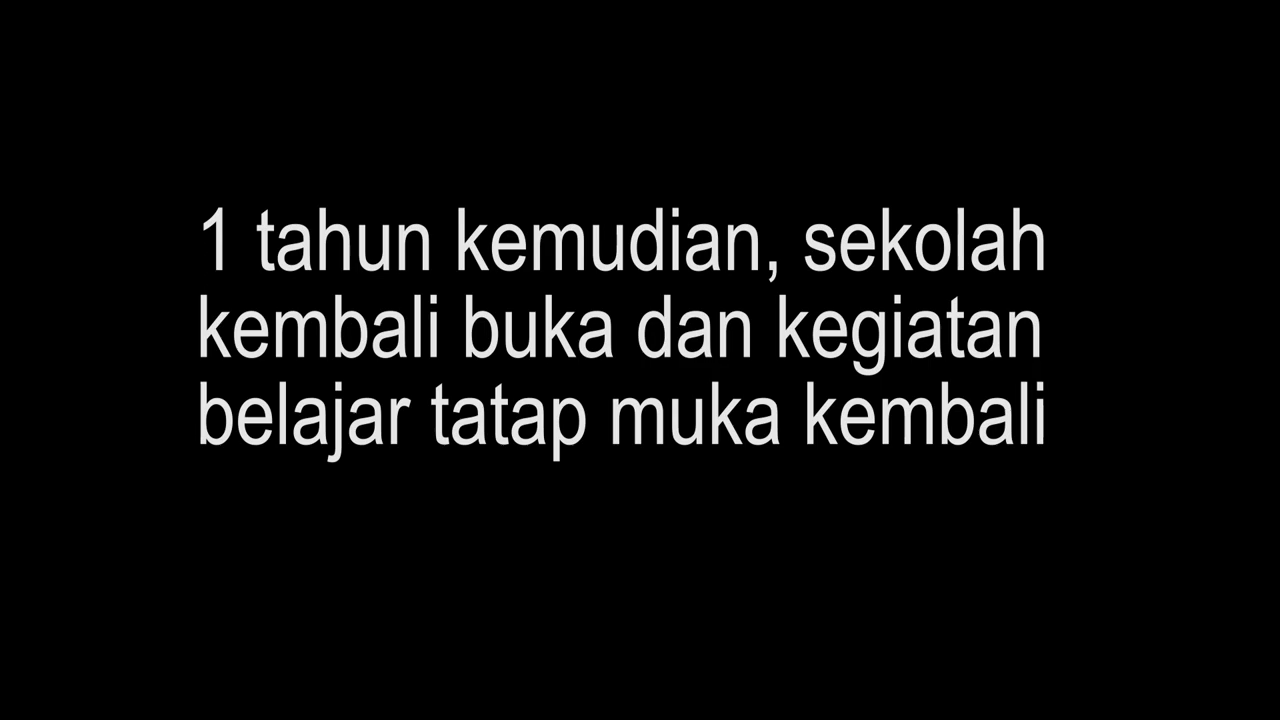 1 tahun kemudian, sekolah
kembali buka dan kegiatan
belajar tatap muka kembali